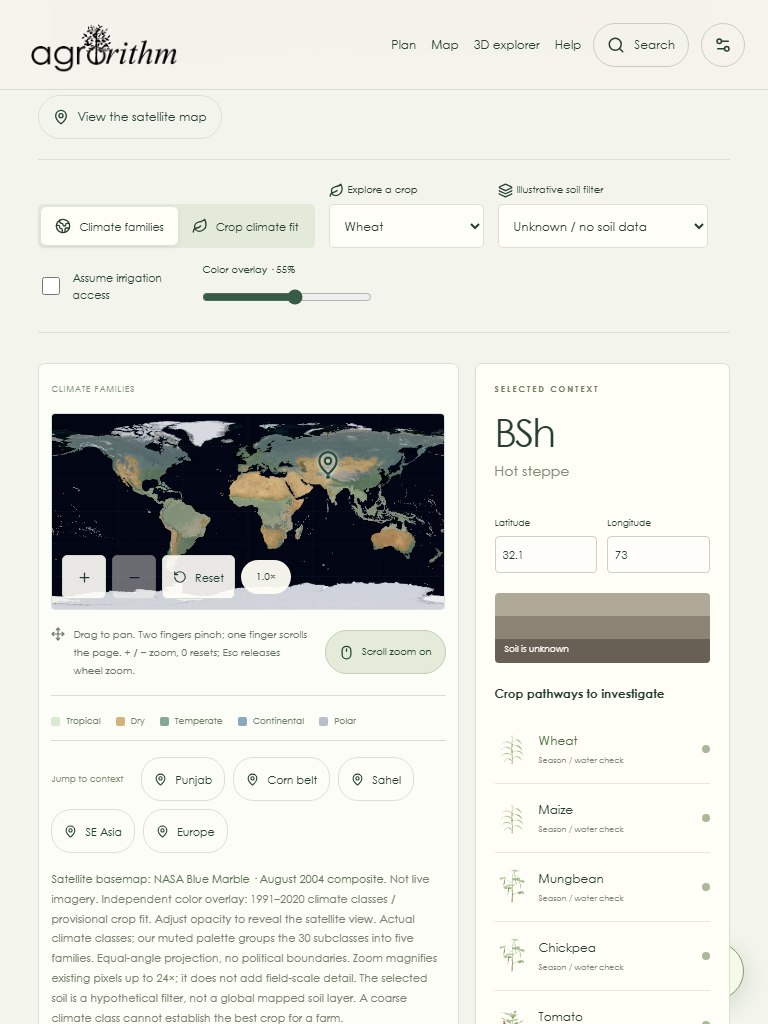 agrorithm
Plan Map 3D explorer Help Search
View the satellite map
Explore a crop
Illustrative soil filter
Climate families
Crop climate fit
Wheat
Unknown / no soil data
Assume irrigation
access
Color overlay · 55%
CLIMATE FAMILIES
+
−
Reset
1.0×
Drag to pan. Two fingers pinch; one finger scrolls
the page. + / − zoom, 0 resets; Esc releases
wheel zoom.
Scroll zoom on
Tropical Dry Temperate Continental Polar
Jump to context
Punjab
Corn belt
Sahel
SE Asia
Europe
Satellite basemap: NASA Blue Marble · August 2004 composite. Not live
imagery. Independent color overlay: 1991–2020 climate classes /
provisional crop fit. Adjust opacity to reveal the satellite view. Actual
climate classes; our muted palette groups the 30 subclasses into five
families. Equal-angle projection, no political boundaries. Zoom magnifies
existing pixels up to 24×; it does not add field-scale detail. The selected
soil is a hypothetical filter, not a global mapped soil layer. A coarse
climate class cannot establish the best crop for a farm.
SELECTED CONTEXT
BSh
Hot steppe
Latitude
Longitude
32.1
73
Soil is unknown
Crop pathways to investigate
Wheat
Season / water check
Maize
Season / water check
Mungbean
Season / water check
Chickpea
Season / water check
Tomato